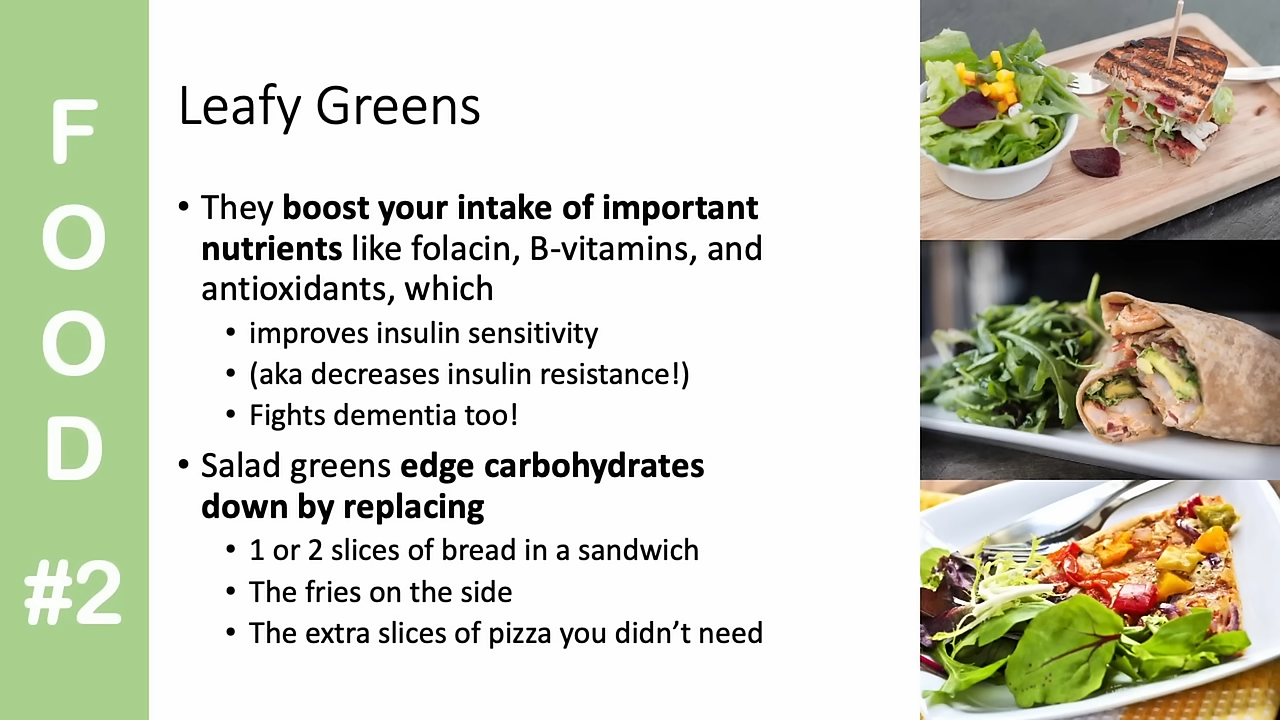 FOOD
#2
Leafy Greens
• They boost your intake of important
nutrients like folacin, B-vitamins, and
antioxidants, which
• improves insulin sensitivity
• (aka decreases insulin resistance!)
• Fights dementia too!
• Salad greens edge carbohydrates
down by replacing
• 1 or 2 slices of bread in a sandwich
• The fries on the side
• The extra slices of pizza you didn’t need